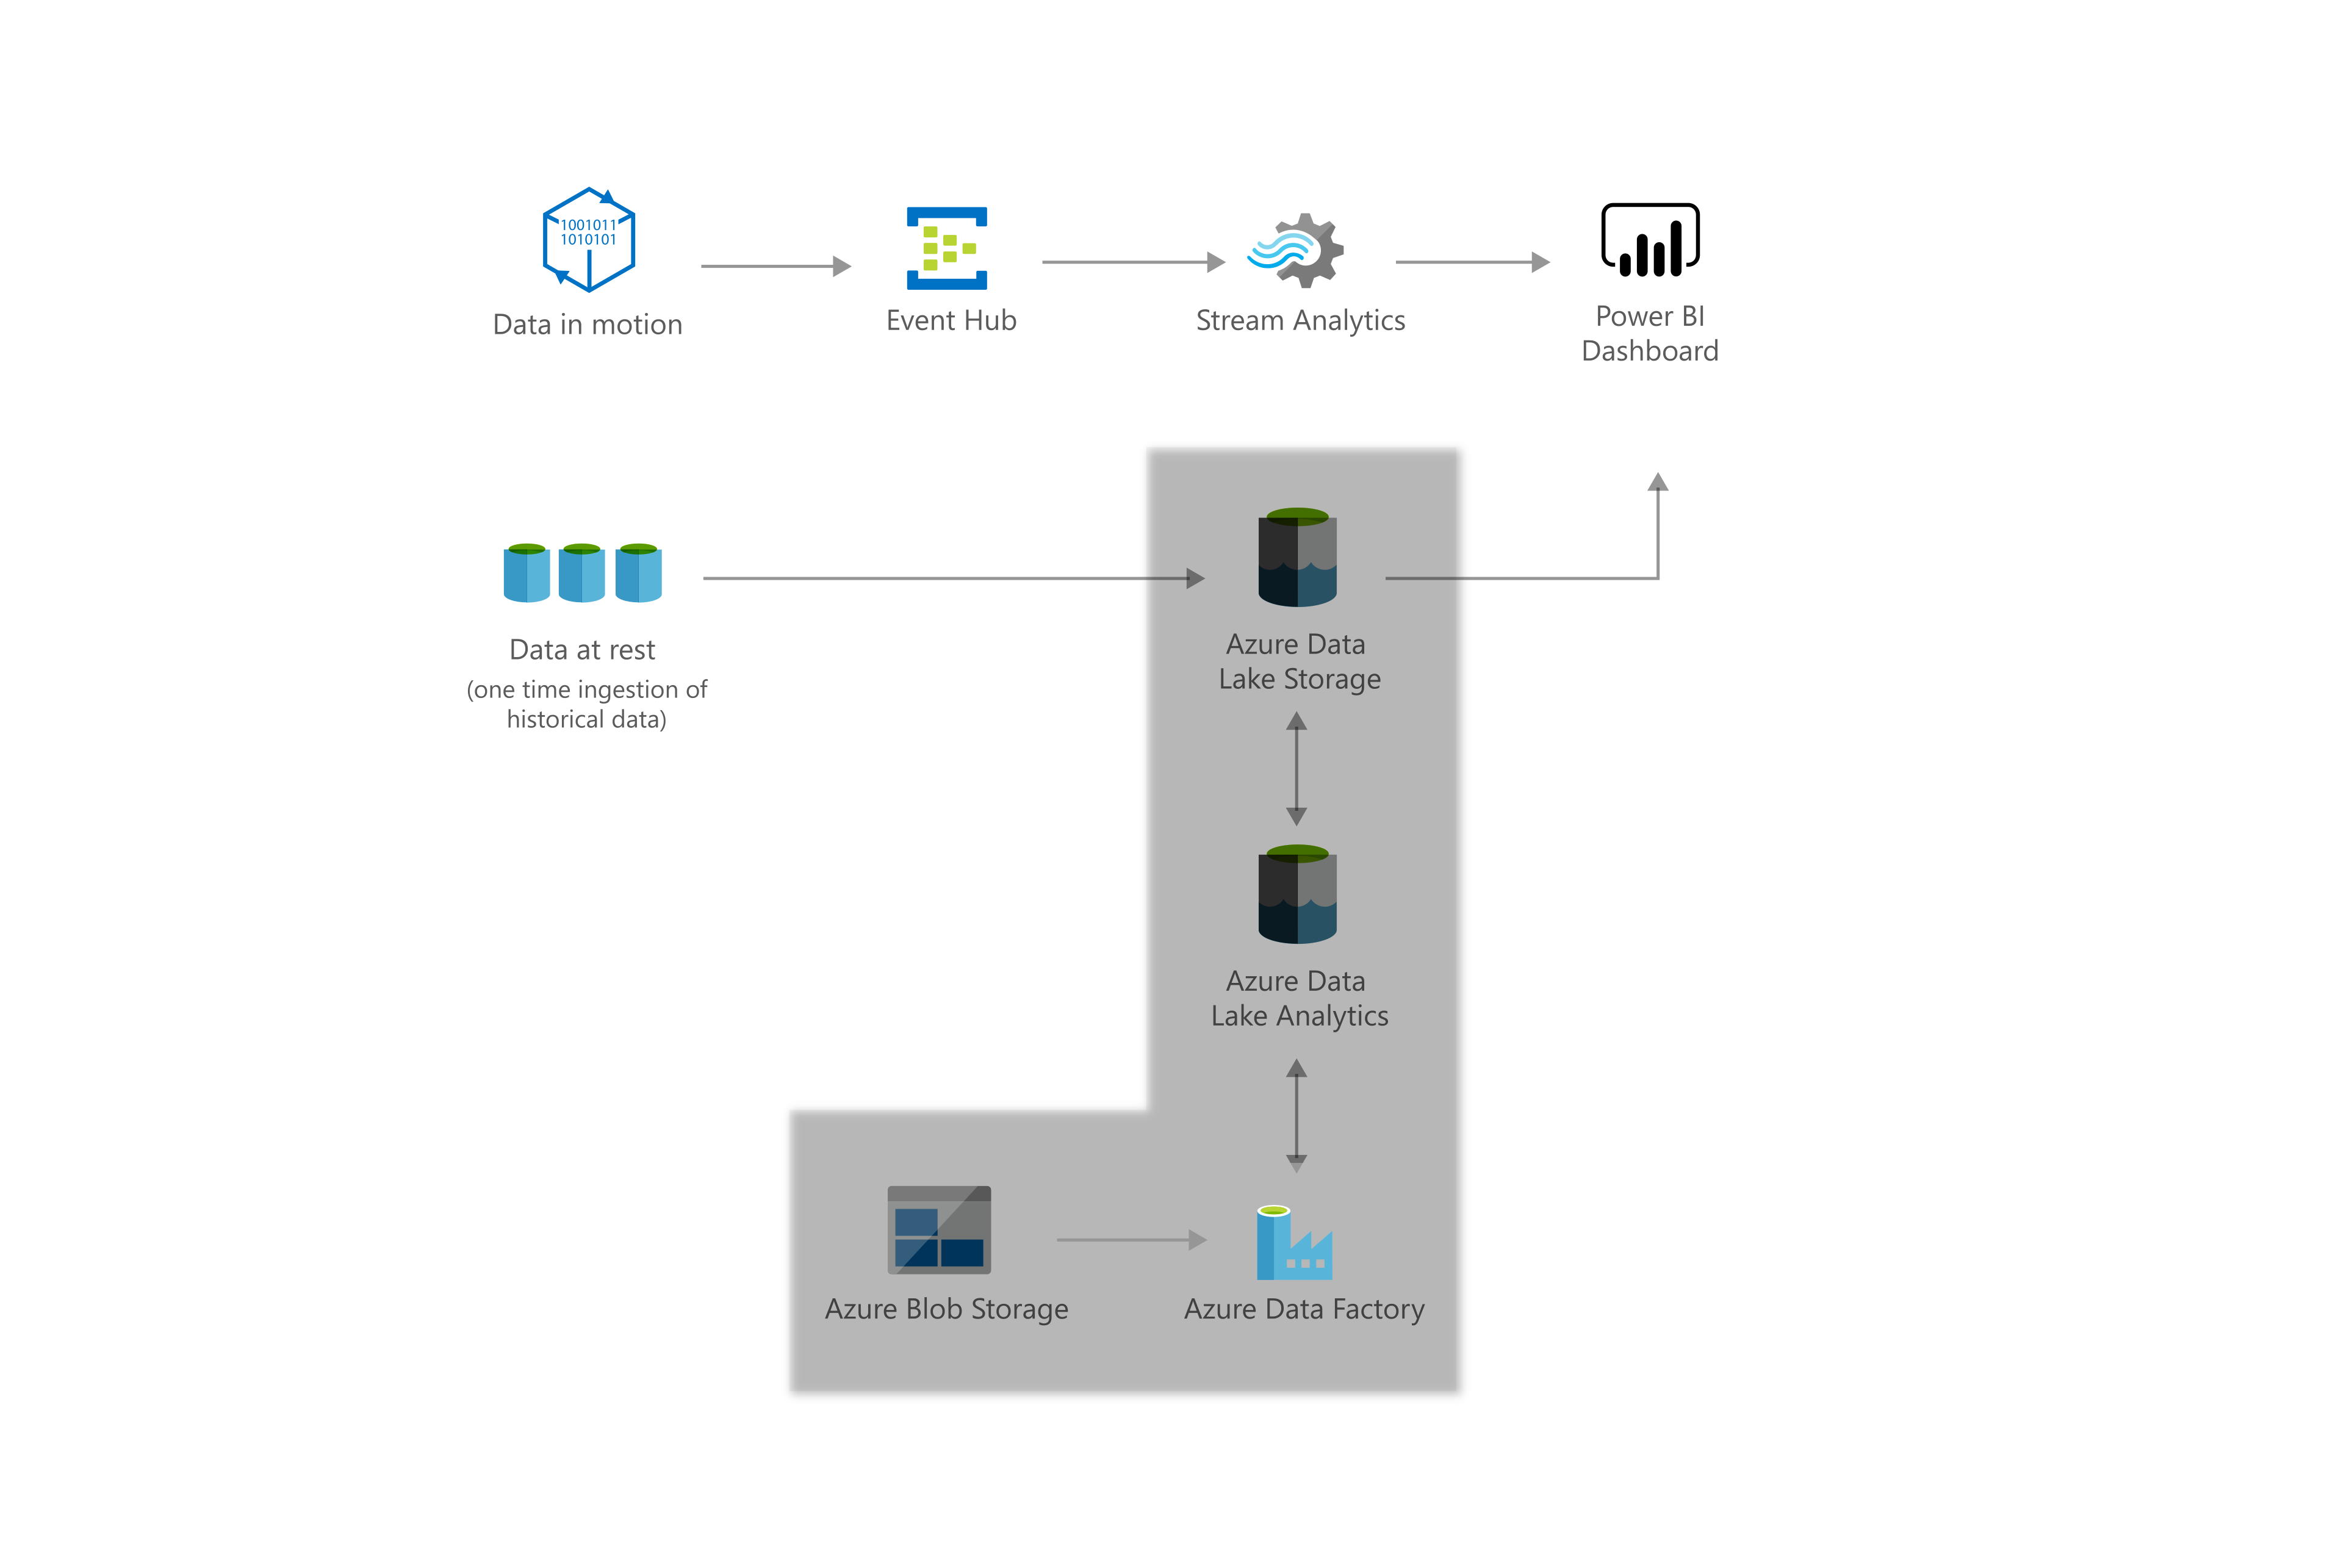 1001011
1010101
Data in motion
Event Hub
Stream Analytics
Power BI
Dashboard
Data at rest
(one time ingestion of
historical data)
Azure Data
Lake Storage
Azure Data
Lake Analytics
Azure Blob Storage
Azure Data Factory